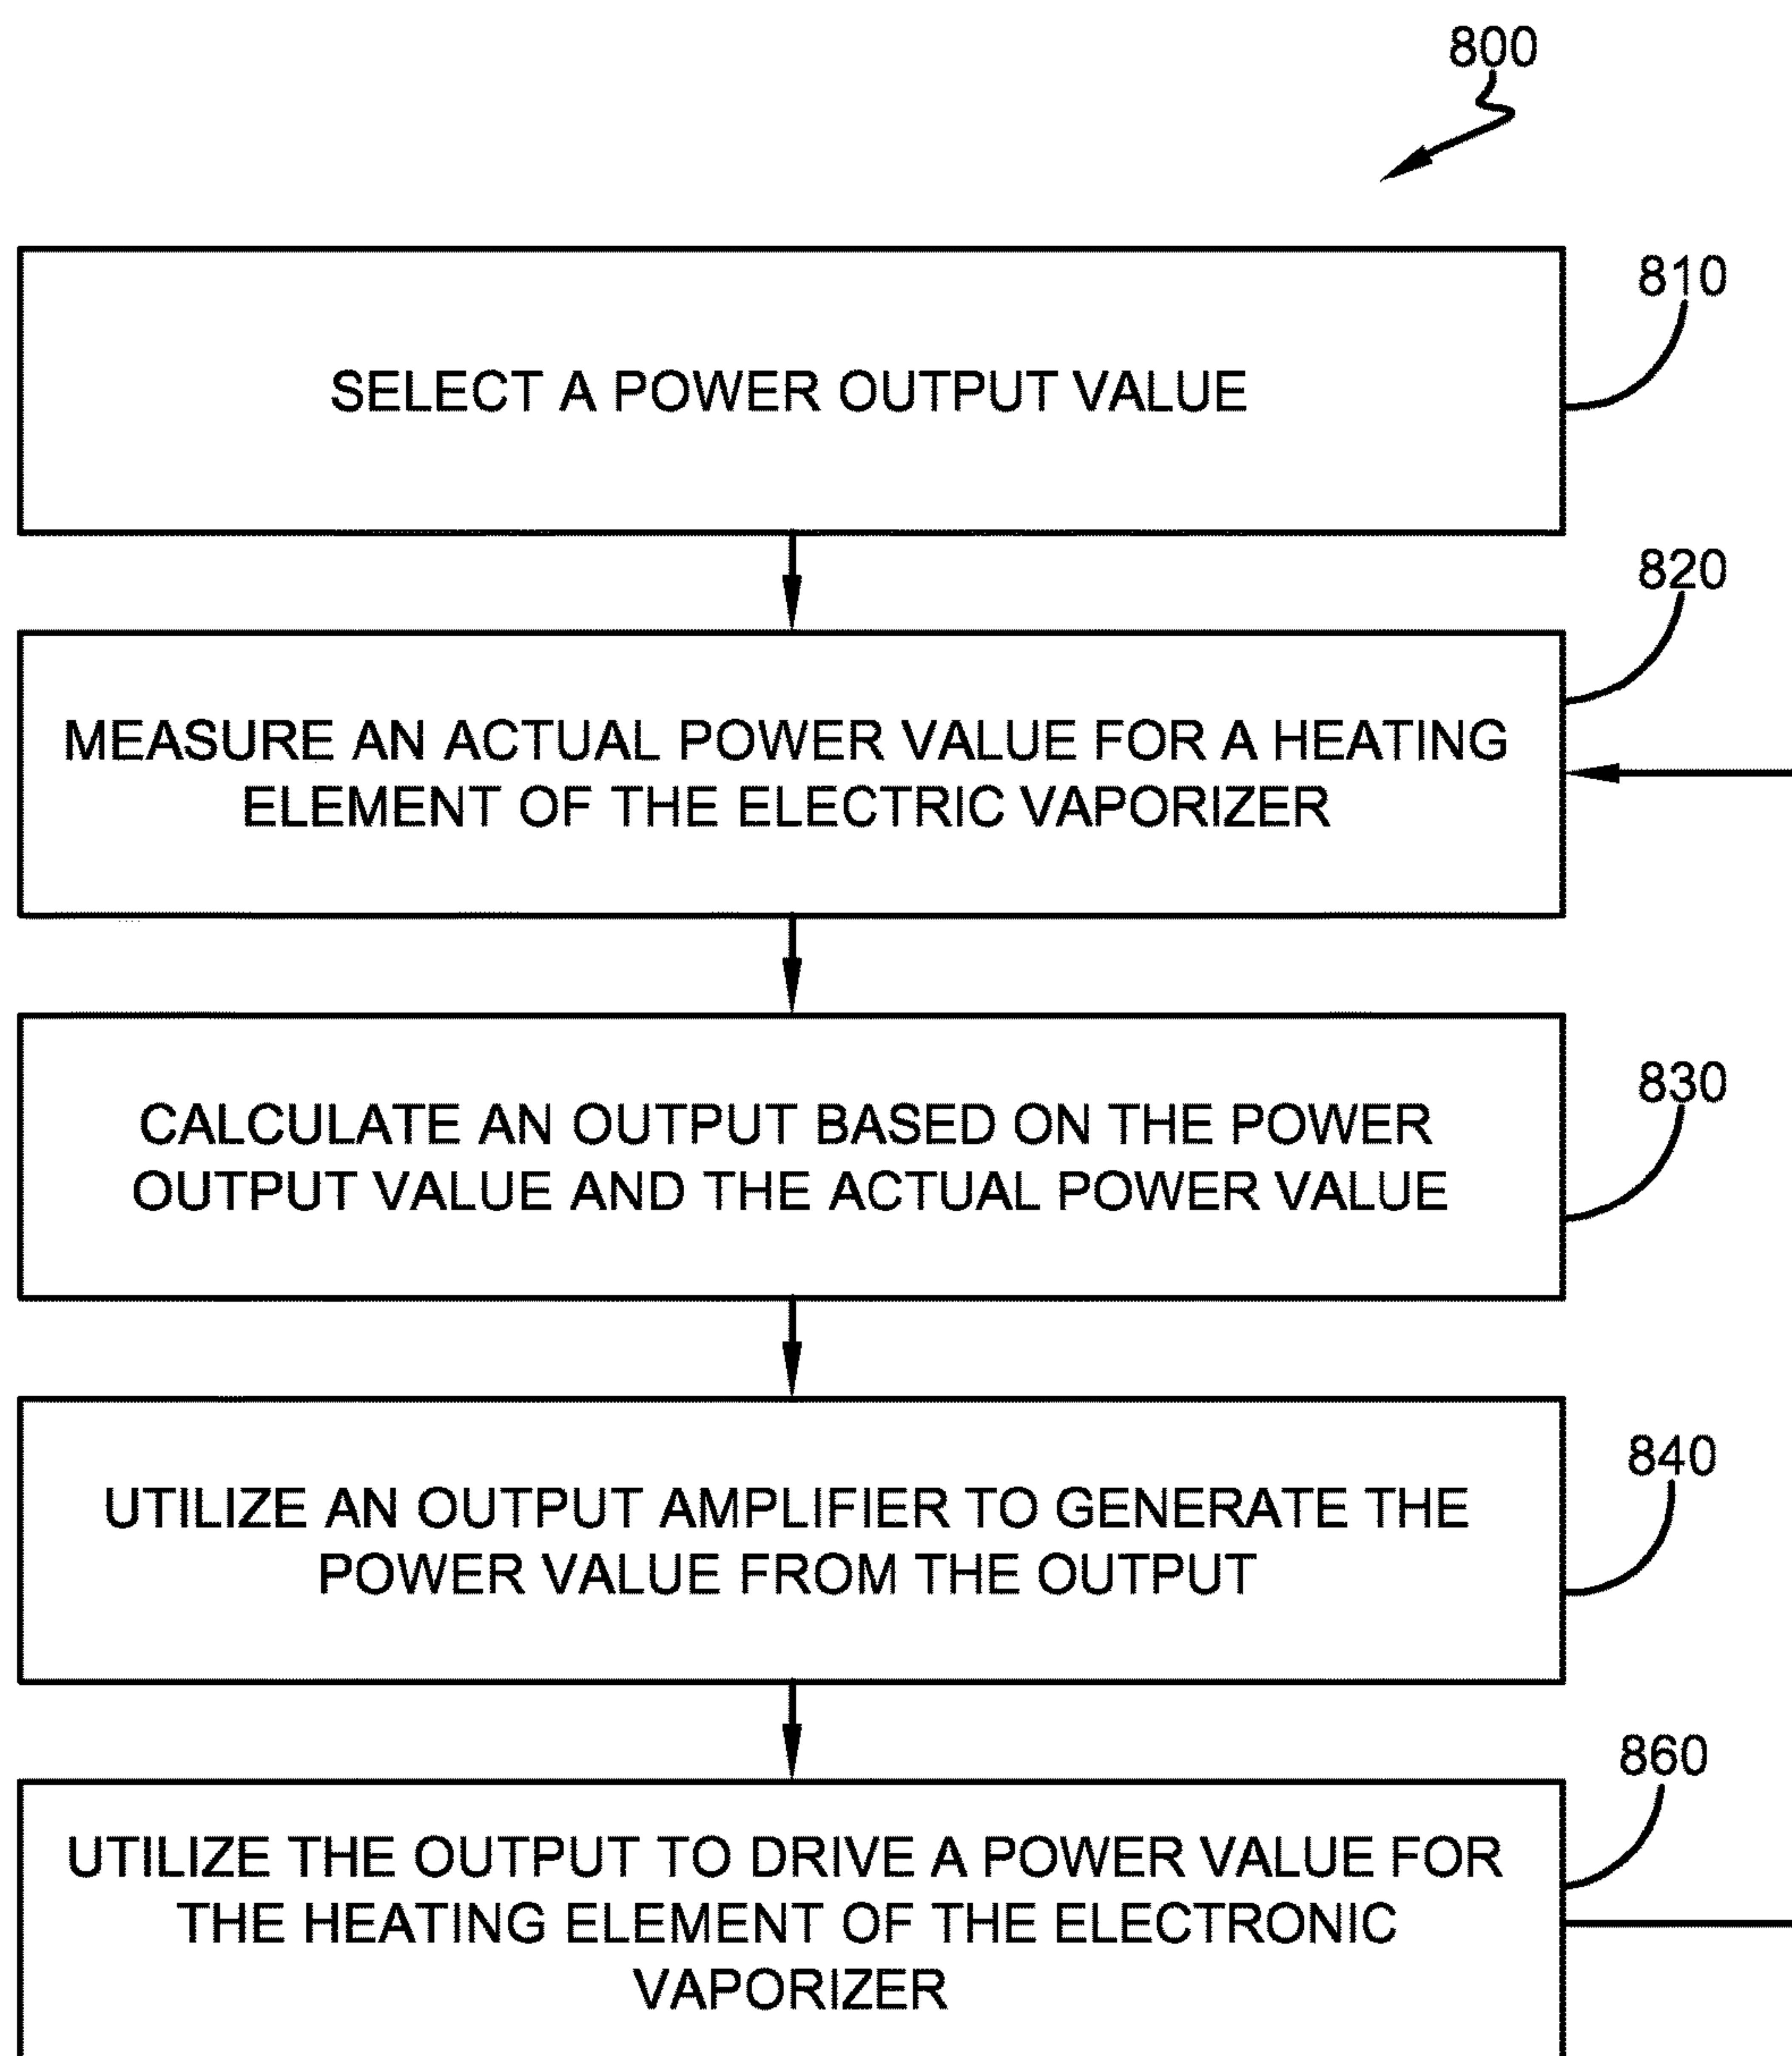 800
810
SELECT A POWER OUTPUT VALUE
820
MEASURE AN ACTUAL POWER VALUE FOR A HEATING
ELEMENT OF THE ELECTRIC VAPORIZER
830
CALCULATE AN OUTPUT BASED ON THE POWER
OUTPUT VALUE AND THE ACTUAL POWER VALUE
840
UTILIZE AN OUTPUT AMPLIFIER TO GENERATE THE
POWER VALUE FROM THE OUTPUT
860
UTILIZE THE OUTPUT TO DRIVE A POWER VALUE FOR
THE HEATING ELEMENT OF THE ELECTRONIC
VAPORIZER